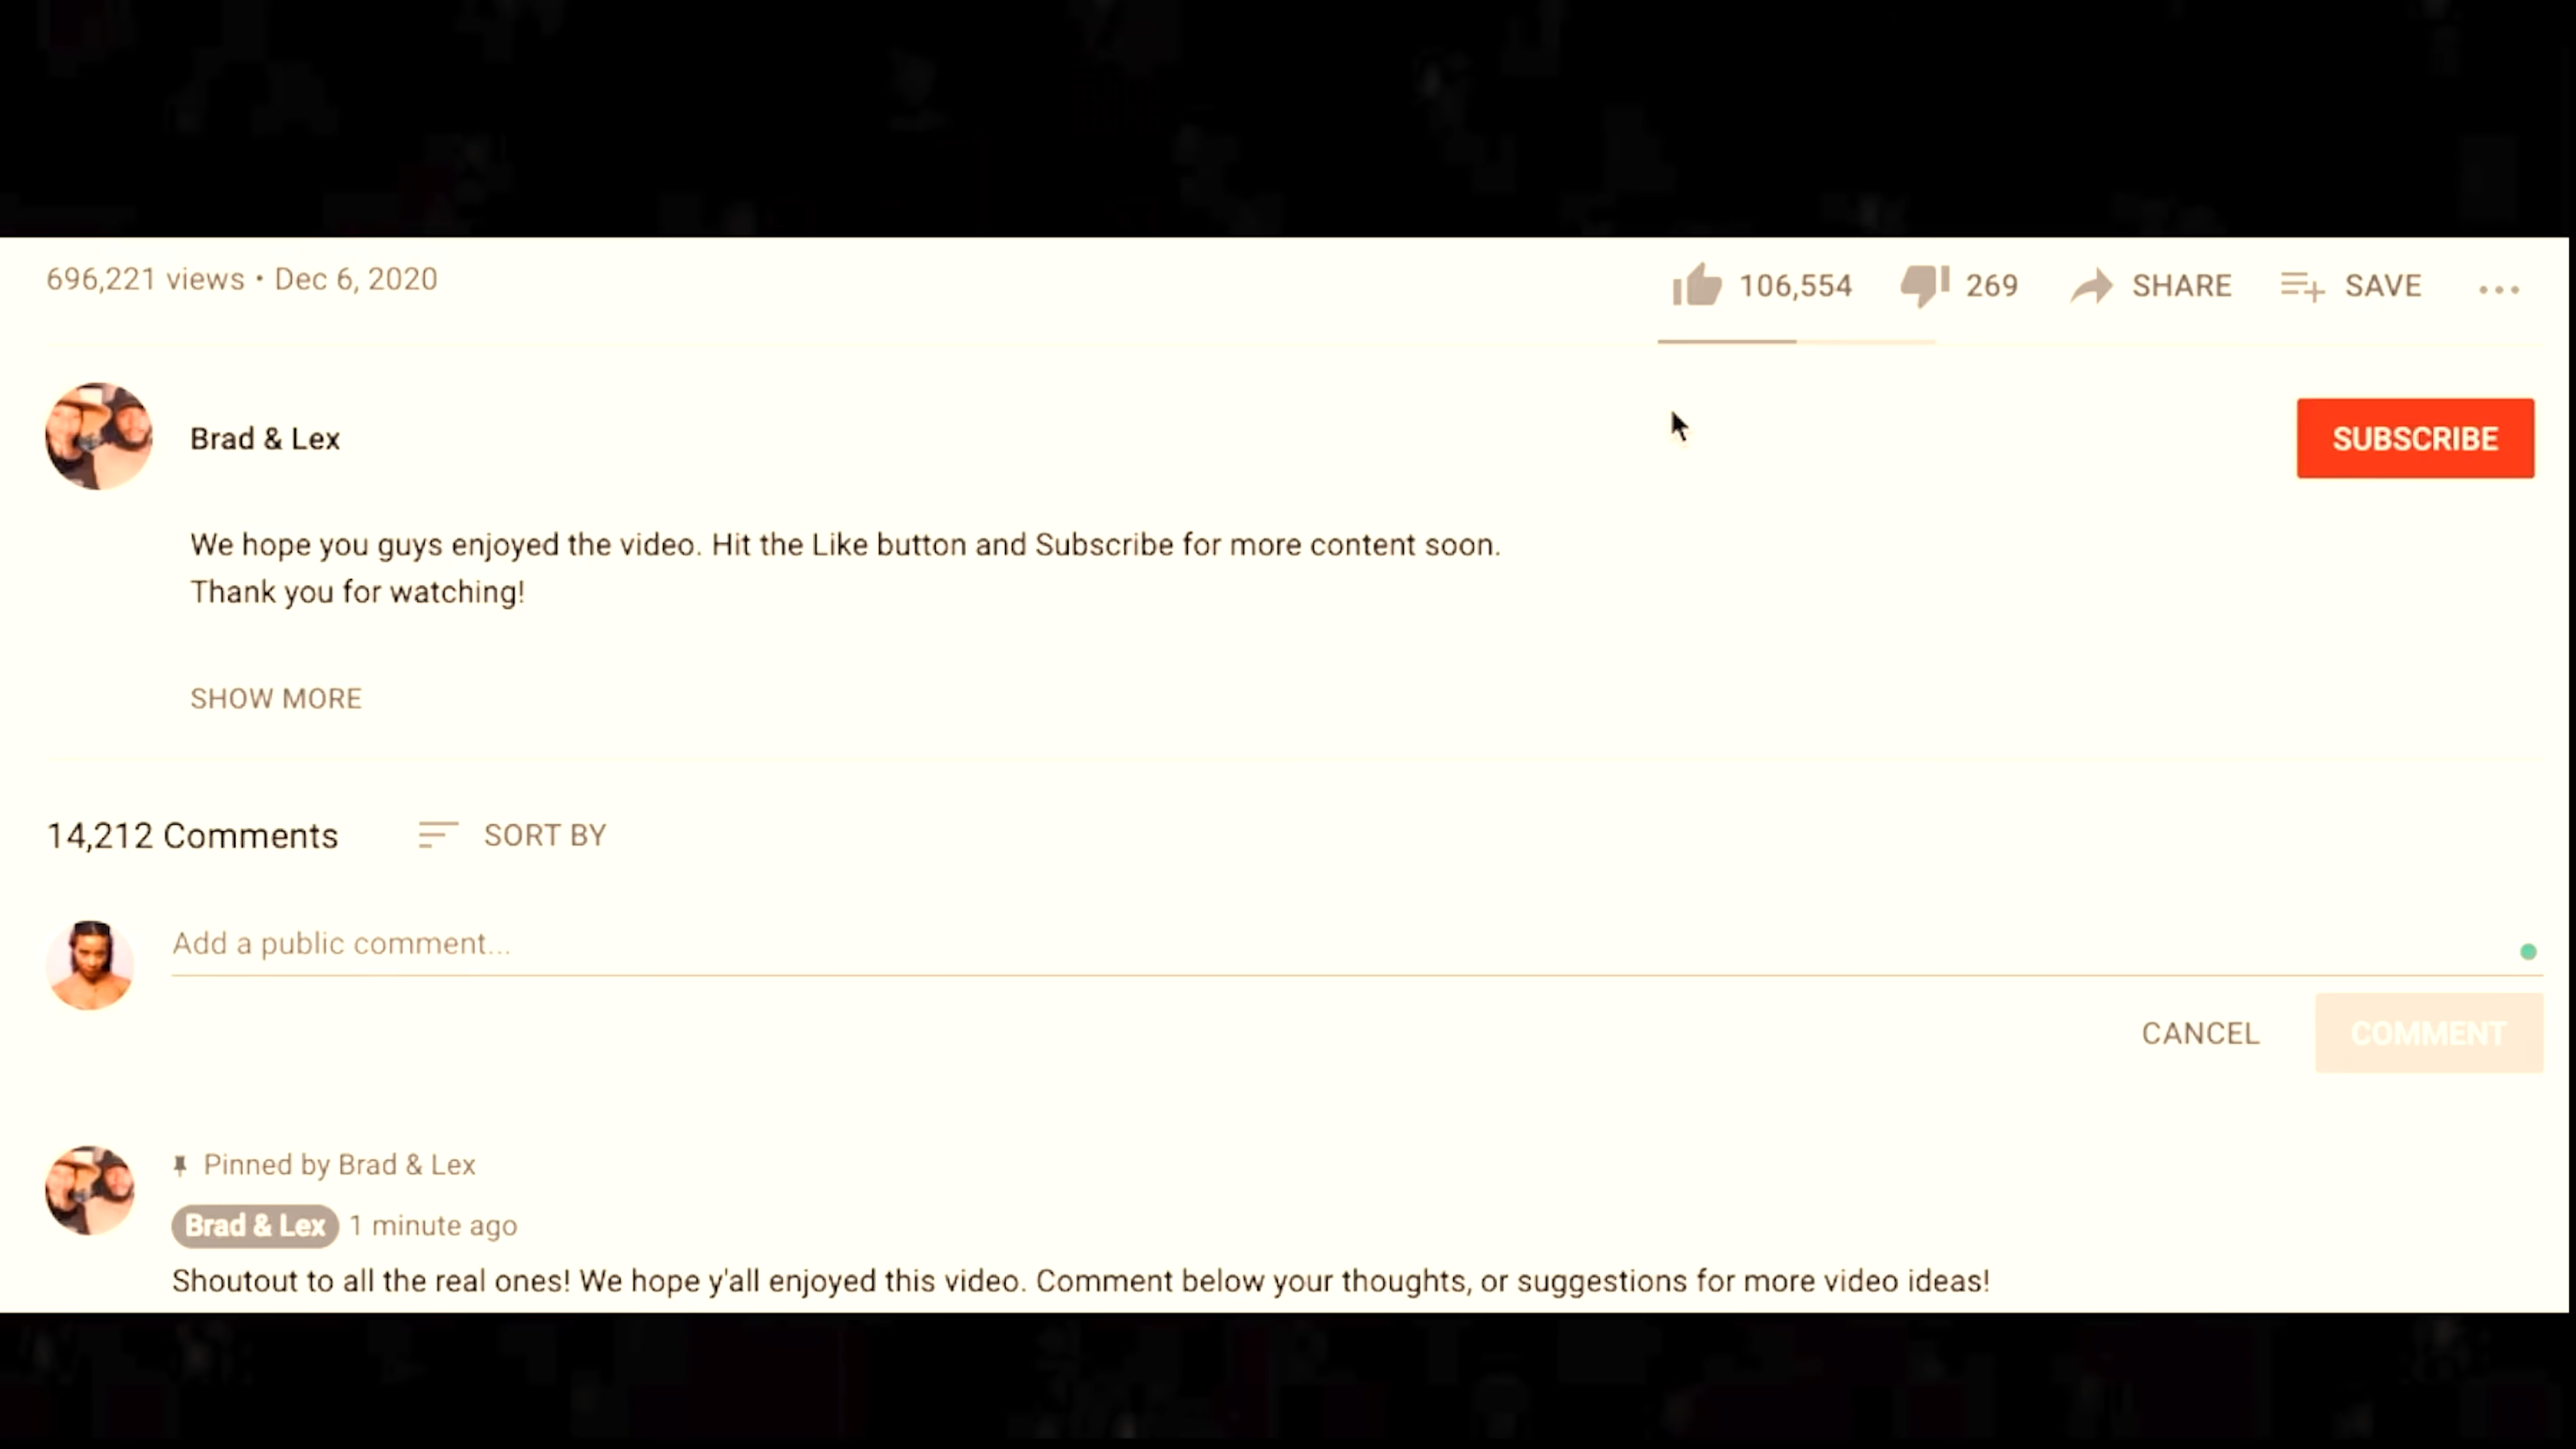 696,221 views • Dec 6, 2020
106,554 269 SHARE SAVE
Brad & Lex
SUBSCRIBE
We hope you guys enjoyed the video. Hit the Like button and Subscribe for more content soon.
Thank you for watching!
SHOW MORE
14,212 Comments SORT BY
Add a public comment...
CANCEL COMMENT
Pinned by Brad & Lex
Brad & Lex 1 minute ago
Shoutout to all the real ones! We hope y'all enjoyed this video. Comment below your thoughts, or suggestions for more video ideas!